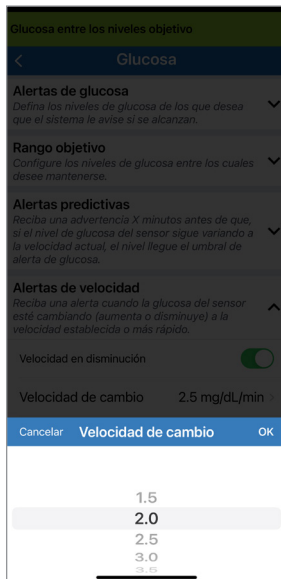 Glucosa entre los niveles objetivo
Glucosa
Alertas de glucosa
Defina los niveles de glucosa de los que desea
que el sistema le avise si se alcanzan.
Rango objetivo
Configure los niveles de glucosa entre los cuales
desee mantenerse.
Alertas predictivas
Reciba una advertencia X minutos antes de que,
si el nivel de glucosa del sensor sigue variando a
la velocidad actual, el nivel llegue el umbral de
alerta de glucosa.
Alertas de velocidad
Reciba una alerta cuando la glucosa del sensor
esté cambiando (aumenta o disminuye) a la
velocidad establecida o más rápido.
Velocidad en disminución
Velocidad de cambio 2.5 mg/dL/min
Cancelar Velocidad de cambio OK
1.5
2.0
2.5
3.0
3.5